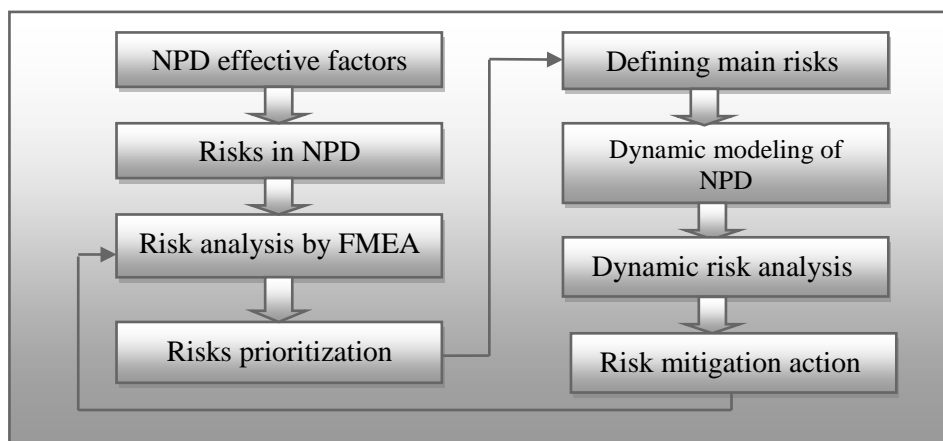 NPD effective factors
Risks in NPD
Risk analysis by FMEA
Risks prioritization
Defining main risks
Dynamic modeling of
NPD
Dynamic risk analysis
Risk mitigation action